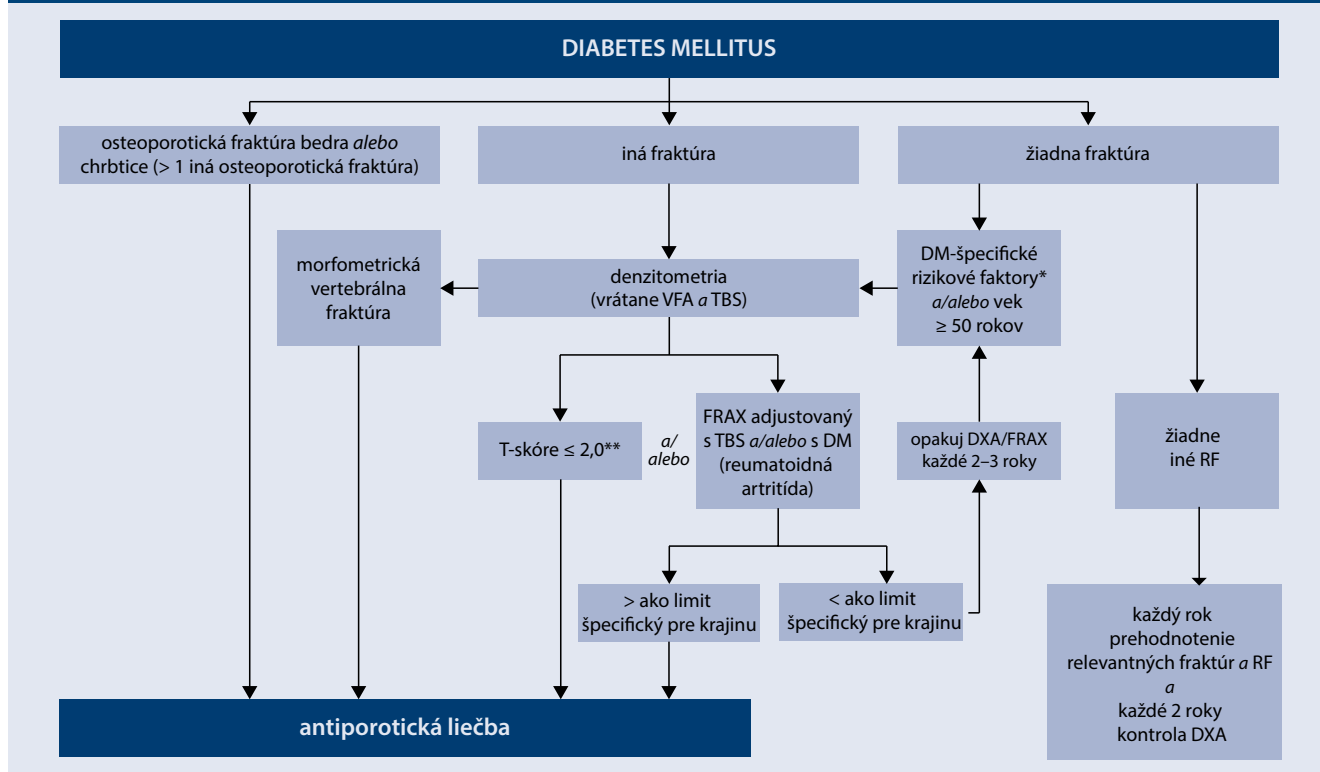 DIABETES MELLITUS
osteoporotická fraktúra bedra alebo
chrbtice (> 1 iná osteoporotická fraktúra)
iná fraktúra
žiadna fraktúra
morfometrická
vertebrálna
fraktúra
denzitometria
(vrátane VFA a TBS)
DM-špecifické
rizikové faktory*
a/alebo vek
≥ 50 rokov
T-skóre ≤ 2,0**
a/
alebo
FRAX adjustovaný
s TBS a/alebo s DM
(reumatoidná
artritída)
opakuj DXA/FRAX
každé 2–3 roky
žiadne
iné RF
> ako limit
špecifický pre krajinu
< ako limit
špecifický pre krajinu
každý rok
prehodnotenie
relevantných fraktúr a RF
a
každé 2 roky
kontrola DXA
antiporotická liečba